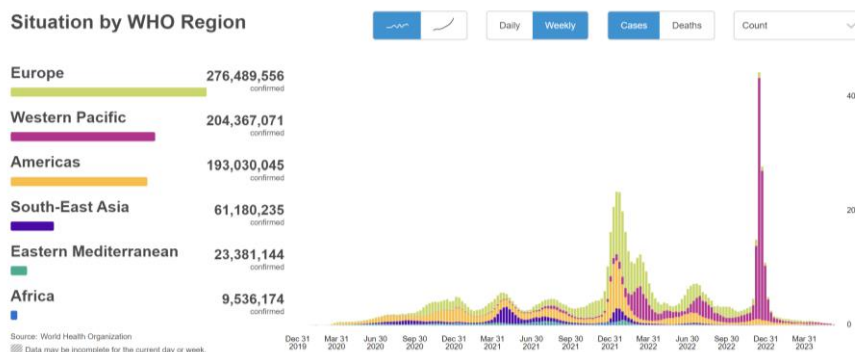 Situation by WHO Region
Daily
Weekly
Cases
Deaths
Count
Europe
276,489,556
confirmed
Western Pacific
204,367,071
confirmed
Americas
193,030,045
confirmed
South-East Asia
61,180,235
confirmed
Eastern Mediterranean
23,381,144
confirmed
Africa
9,536,174
confirmed
Source: World Health Organization
Data may be incomplete for the current day or week.
40
20
0
Dec 31 Mar 31 Jun 30 Sep 30 Dec 31 Mar 31 Jun 30 Sep 30 Dec 31 Mar 31 Jun 30 Sep 30 Dec 31 Mar 31
2019 2020 2020 2020 2020 2021 2021 2021 2021 2022 2022 2022 2022 2023